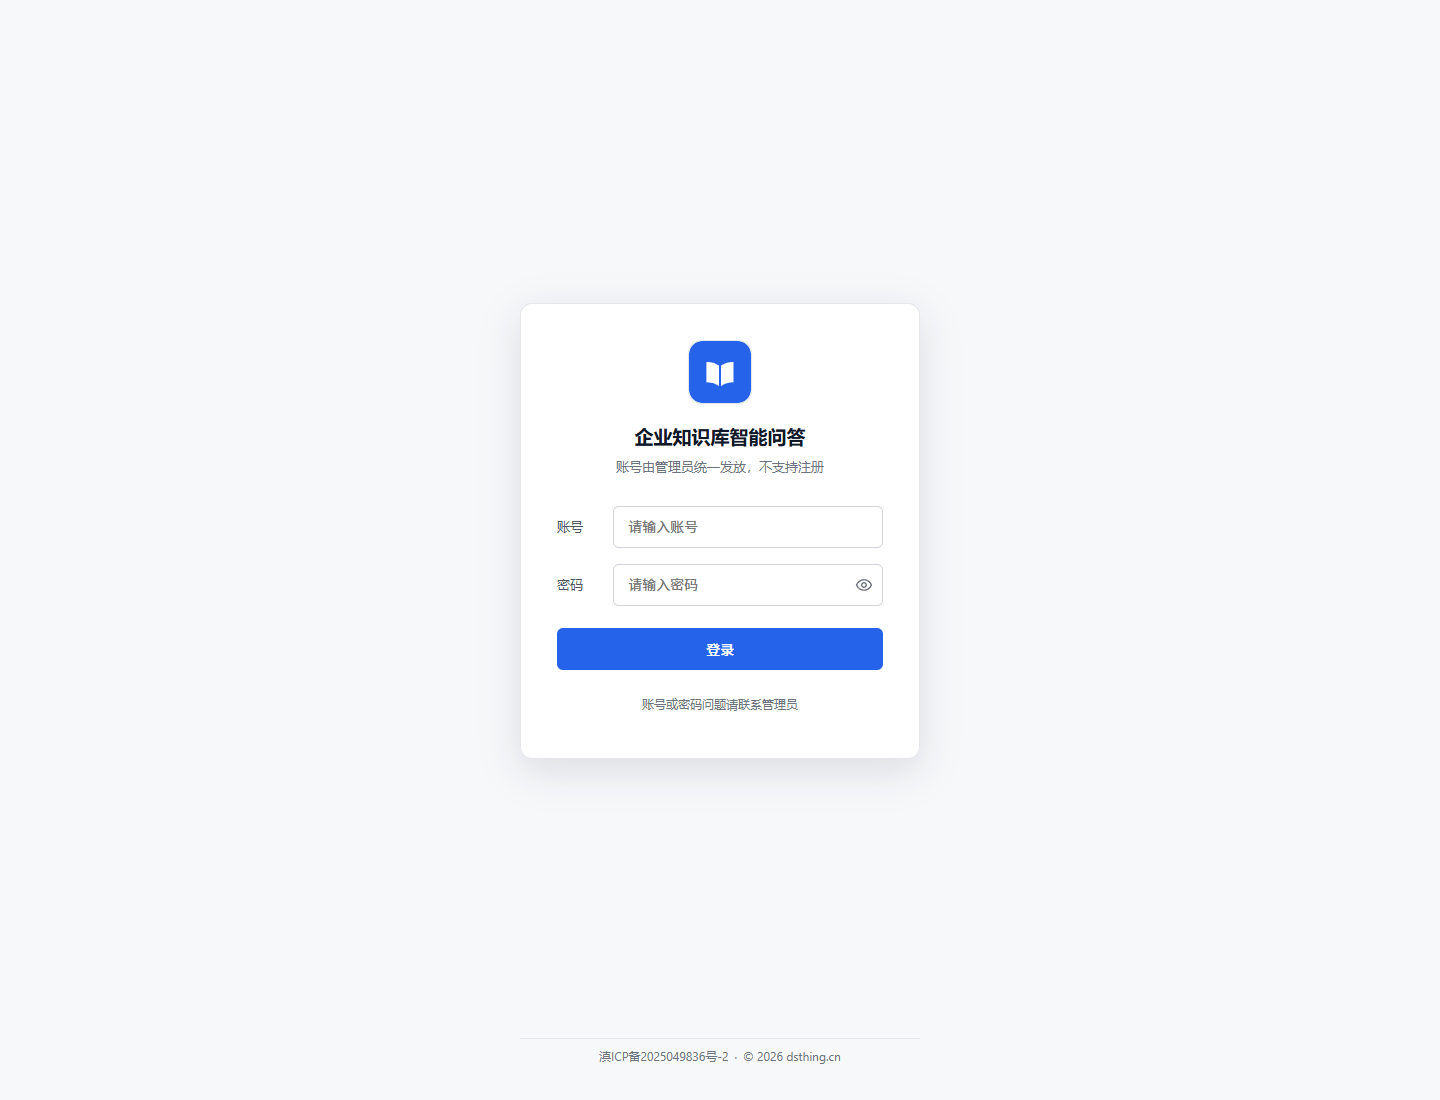 企业知识库智能问答
账号由管理员统一发放，不支持注册
账号
请输入账号
密码
请输入密码
登录
账号或密码问题请联系管理员
滇ICP备2025049836号-2 · © 2026 dsthing.cn